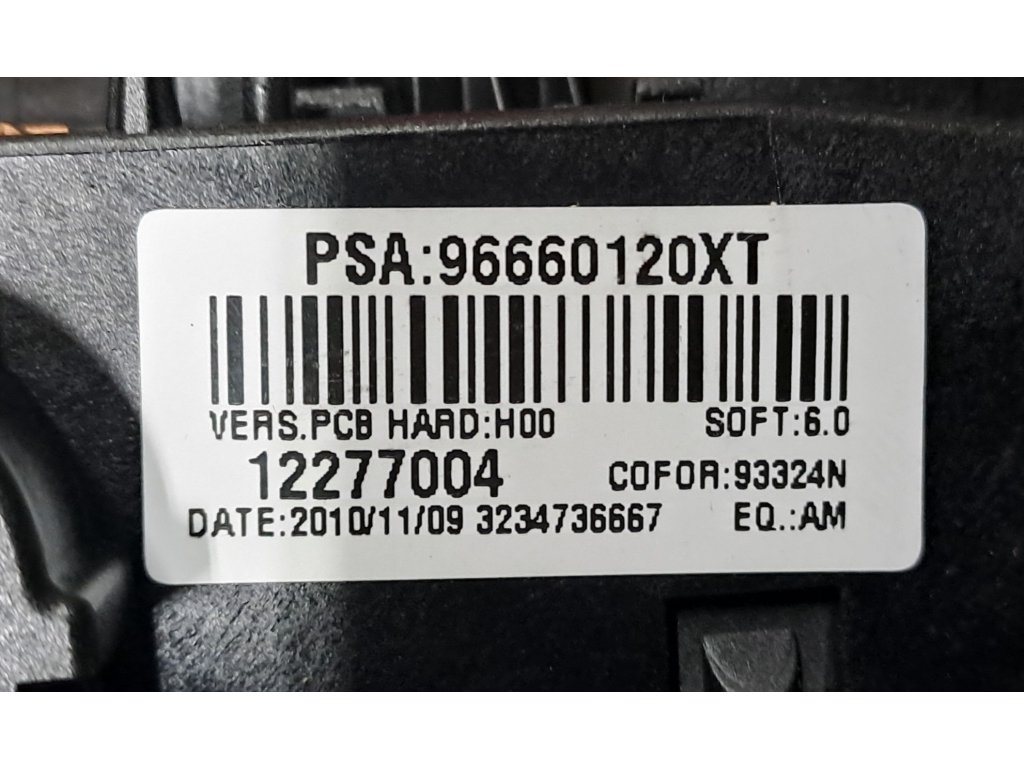 PSA:96660120XT
VERS.PCB HARD:H00 SOFT:6.0
12277004 COFOR:93324N
DATE:2010/11/09 3234736667 EQ.:AM